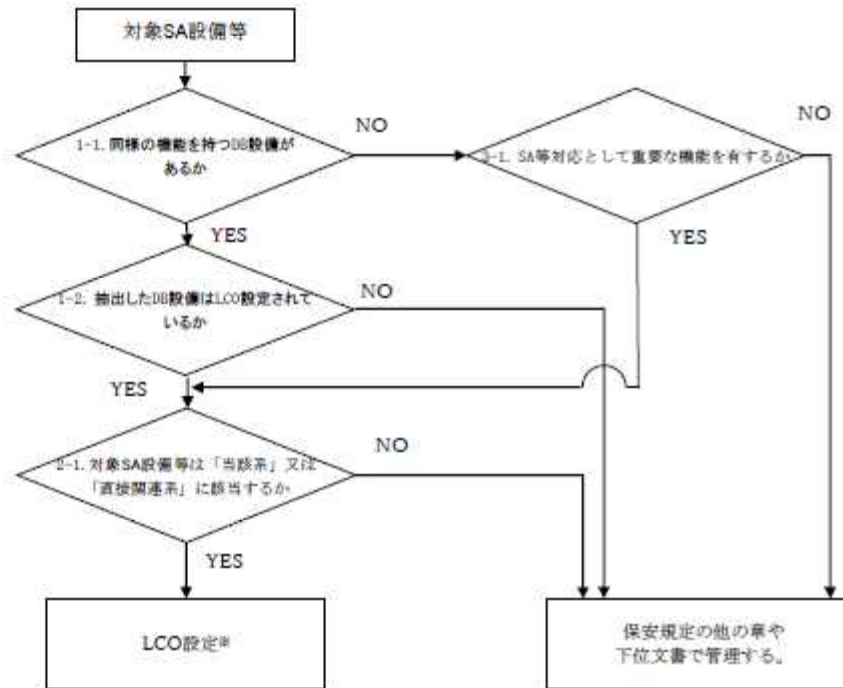 対象SA設備等
NO
NO
1-1.同様の機能を持つDB設備が
あるか
3-1. SA等対応として重要な機能を有するか
YES
YES
1-2. 抽出したDB設備はLCO設定されて
いるか
NO
YES
2-1.対象SA設備等は「当該系」又は
「直接関連系」に該当するか
NO
YES
LCO設定※
保安規定の他の章や
下位文書で管理する。